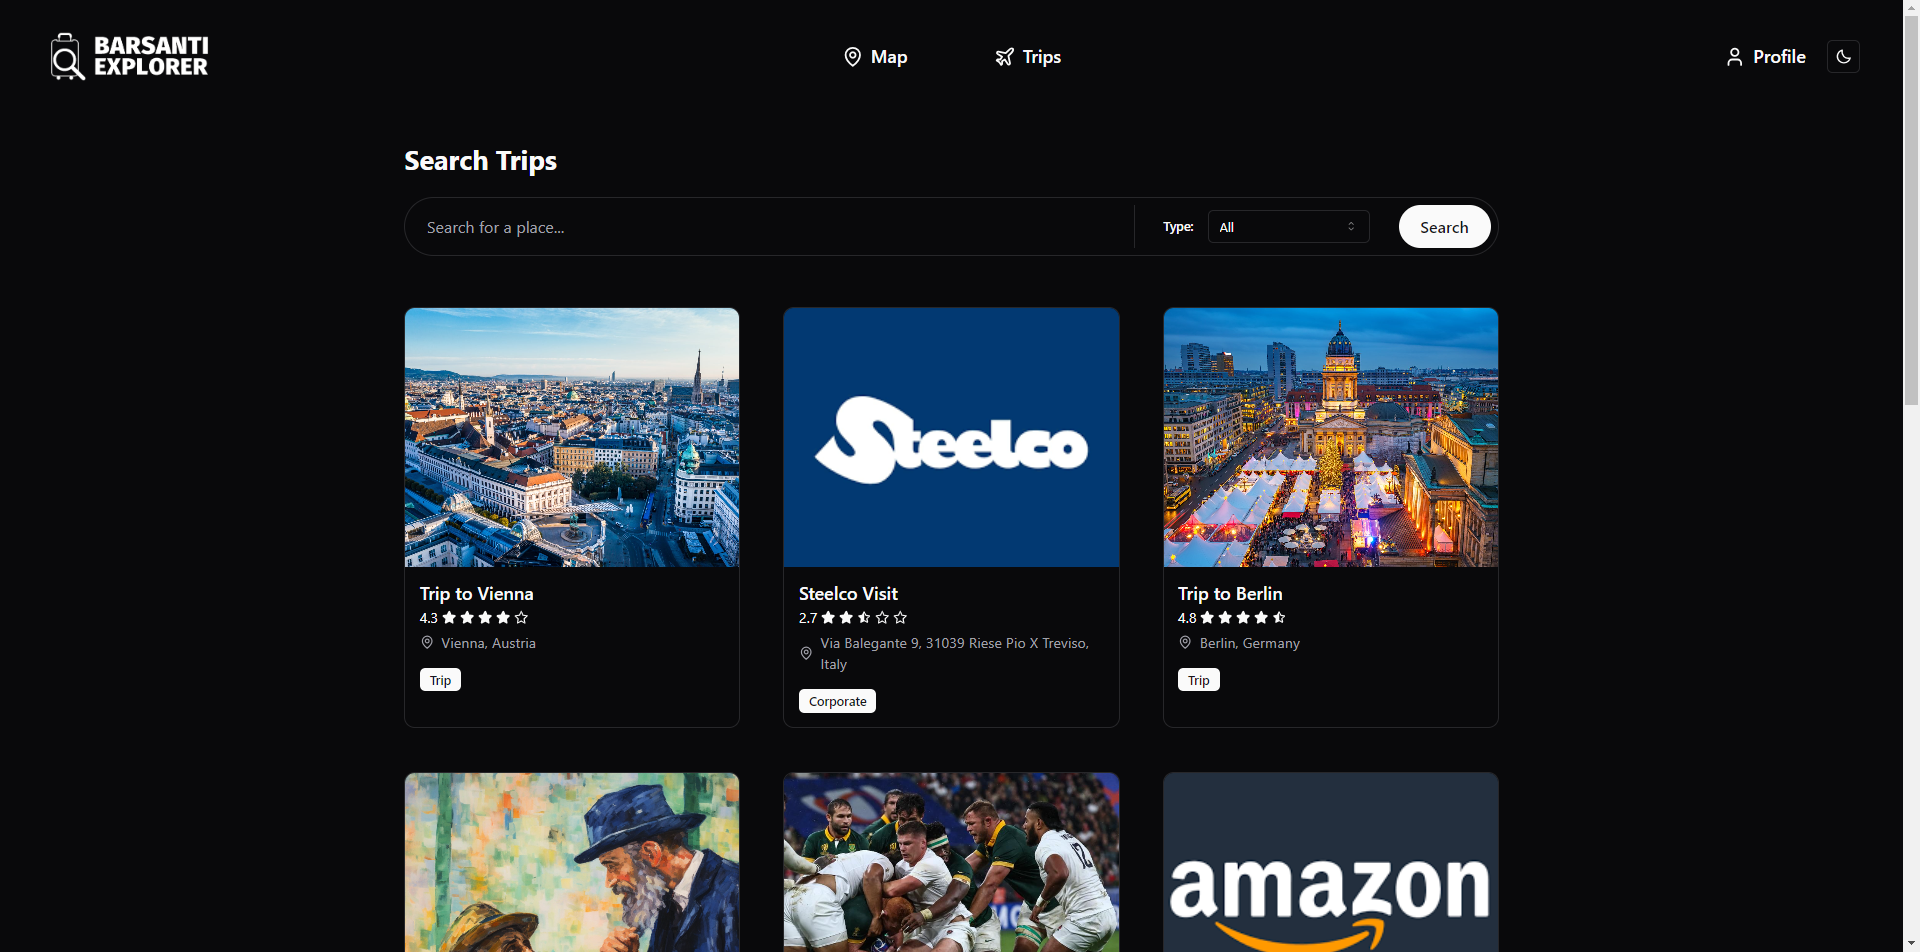 BARSANTI
EXPLORER
Map
Trips
Profile
Search Trips
Search for a place...
Type:
All
Search
Steelco
Trip to Vienna
4.3
Vienna, Austria
Trip
Steelco Visit
2.7
Via Balegante 9, 31039 Riese Pio X Treviso,
Italy
Corporate
Trip to Berlin
4.8
Berlin, Germany
Trip
12
amazon